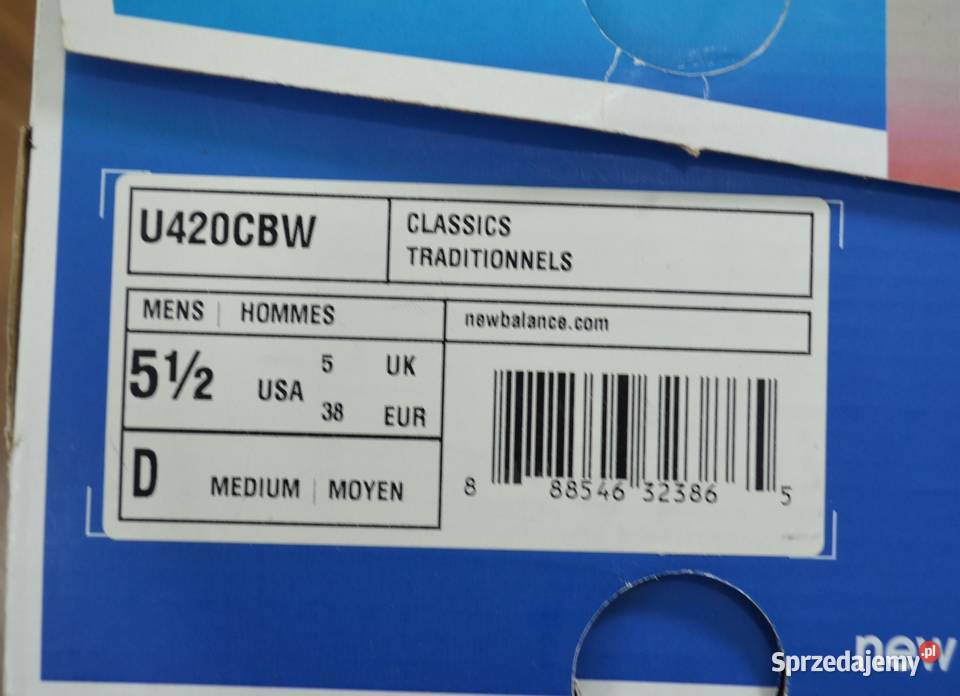 U420CBW
CLASSICS
TRADITIONNELS
MENS | HOMMES
newbalance.com
5½ USA
5 UK
38 EUR
D MEDIUM | MOYEN
8 88546 32386 5
new
Sprzedajemy.pl